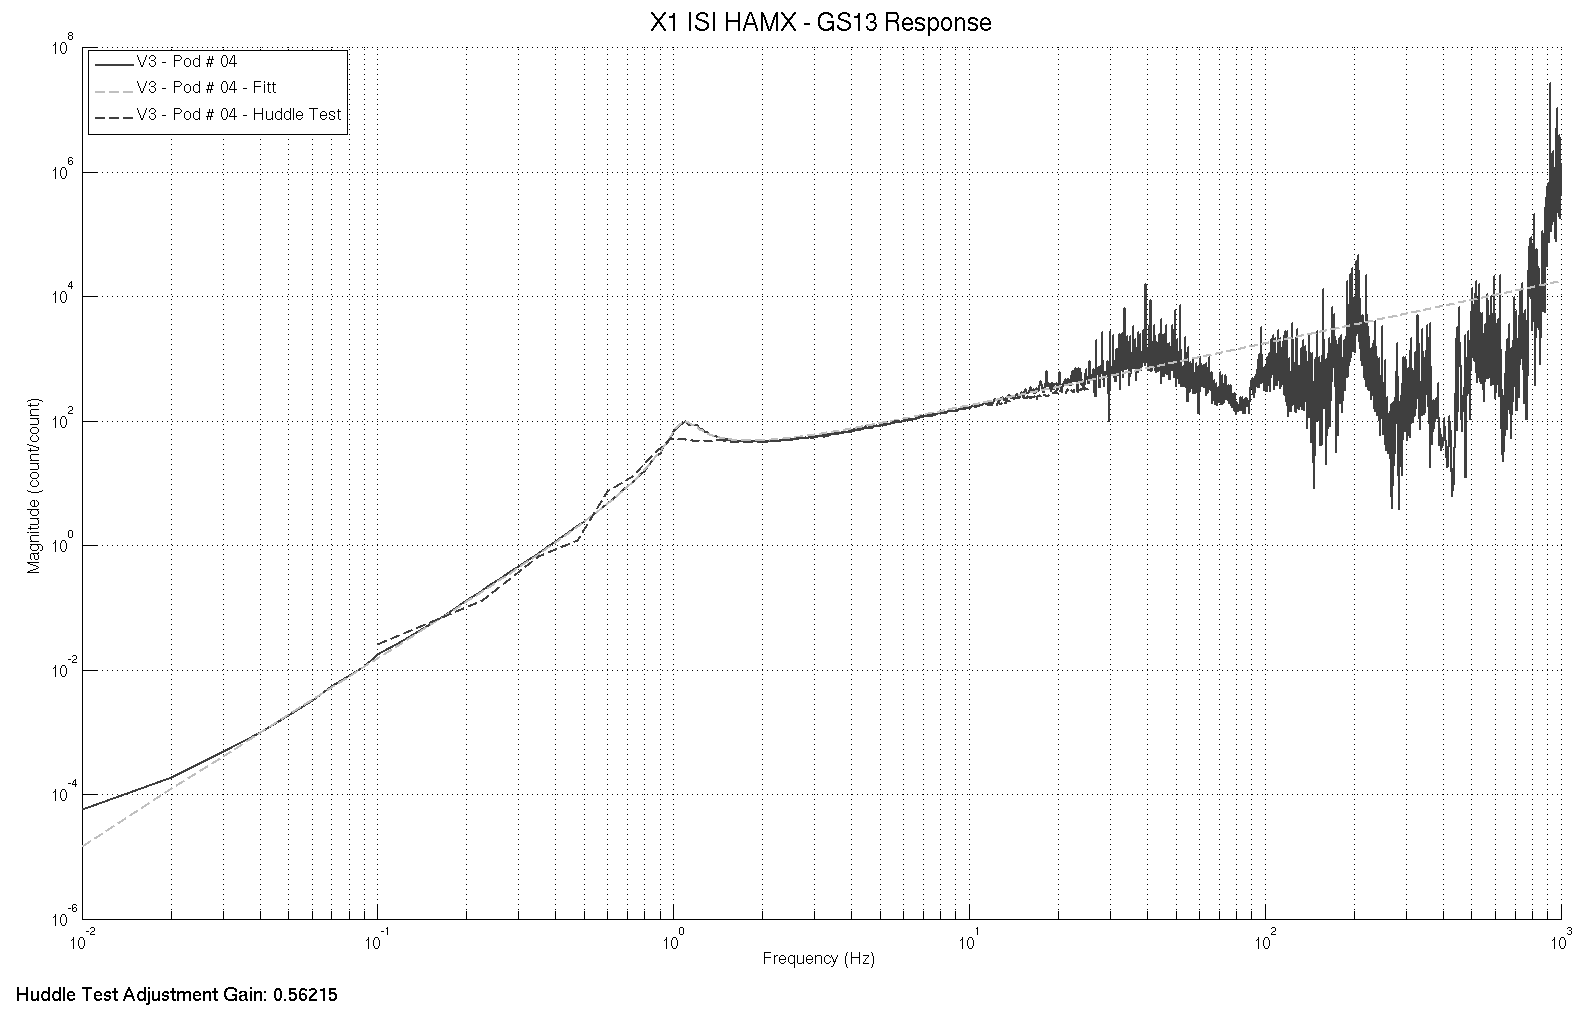 X1 ISI HAMX - GS13 Response
V3 - Pod # 04
V3 - Pod # 04 - Fitt
V3 - Pod # 04 - Huddle Test
10^8
10^6
10^4
10^2
10^0
10^-2
10^-4
10^-6
Magnitude (count/count)
10^-2 10^-1 10^0 10^1 10^2 10^3
Frequency (Hz)
Huddle Test Adjustment Gain: 0.56215